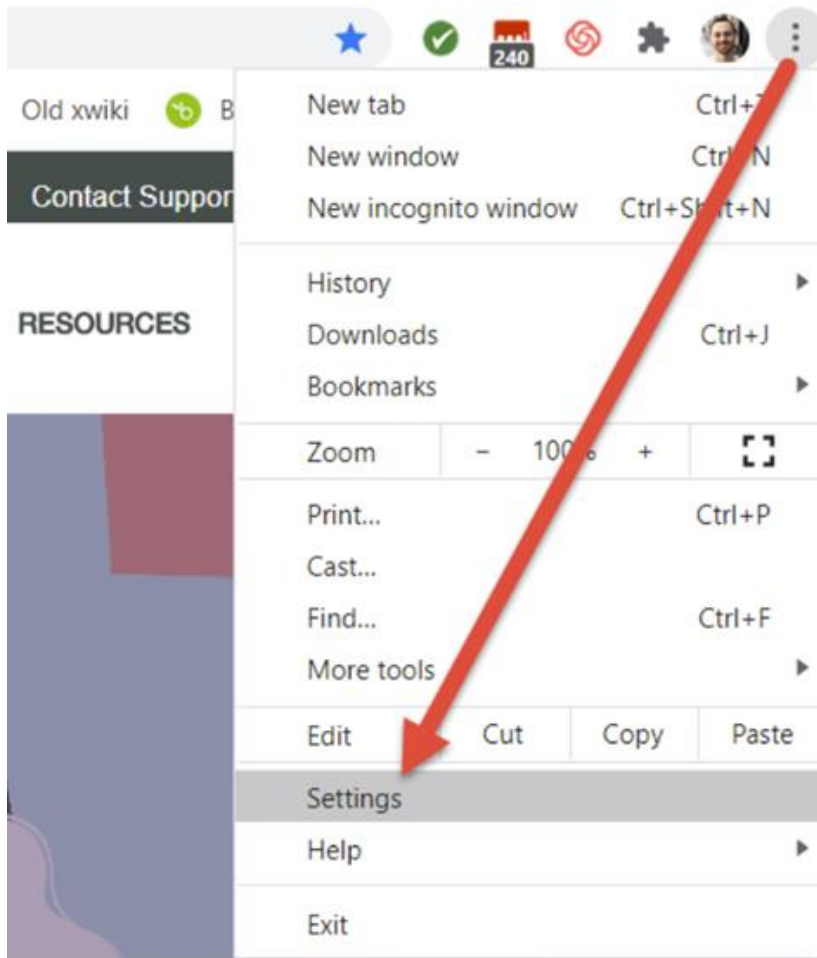 240
Old xwiki B
Contact Suppor
RESOURCES
New tab
New window
New incognito window
History
Downloads Ctrl+J
Bookmarks
Zoom - +
Print... Ctrl+P
Cast...
Find... Ctrl+F
More tools
Edit Cut Copy Paste
Settings
Help
Exit